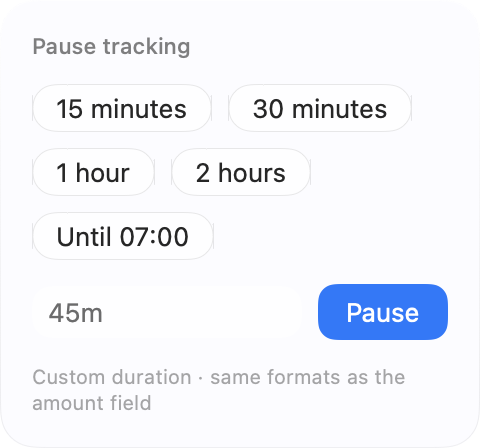 Pause tracking
15 minutes 30 minutes
1 hour 2 hours
Until 07:00
45m Pause
Custom duration · same formats as the
amount field